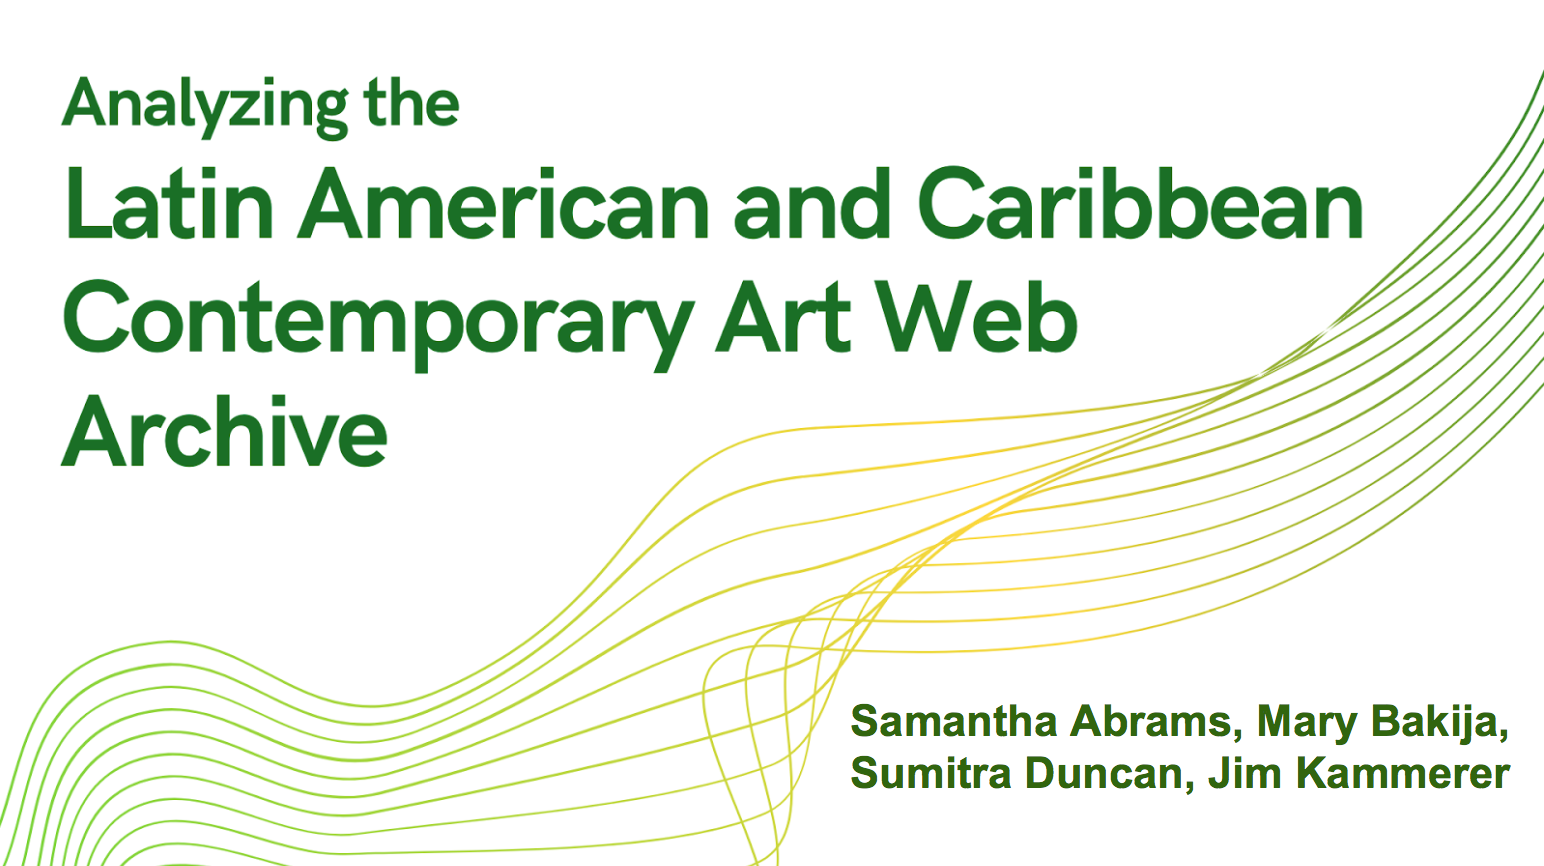 Analyzing the
Latin American and Caribbean
Contemporary Art Web
Archive
Samantha Abrams, Mary Bakija,
Sumitra Duncan, Jim Kammerer